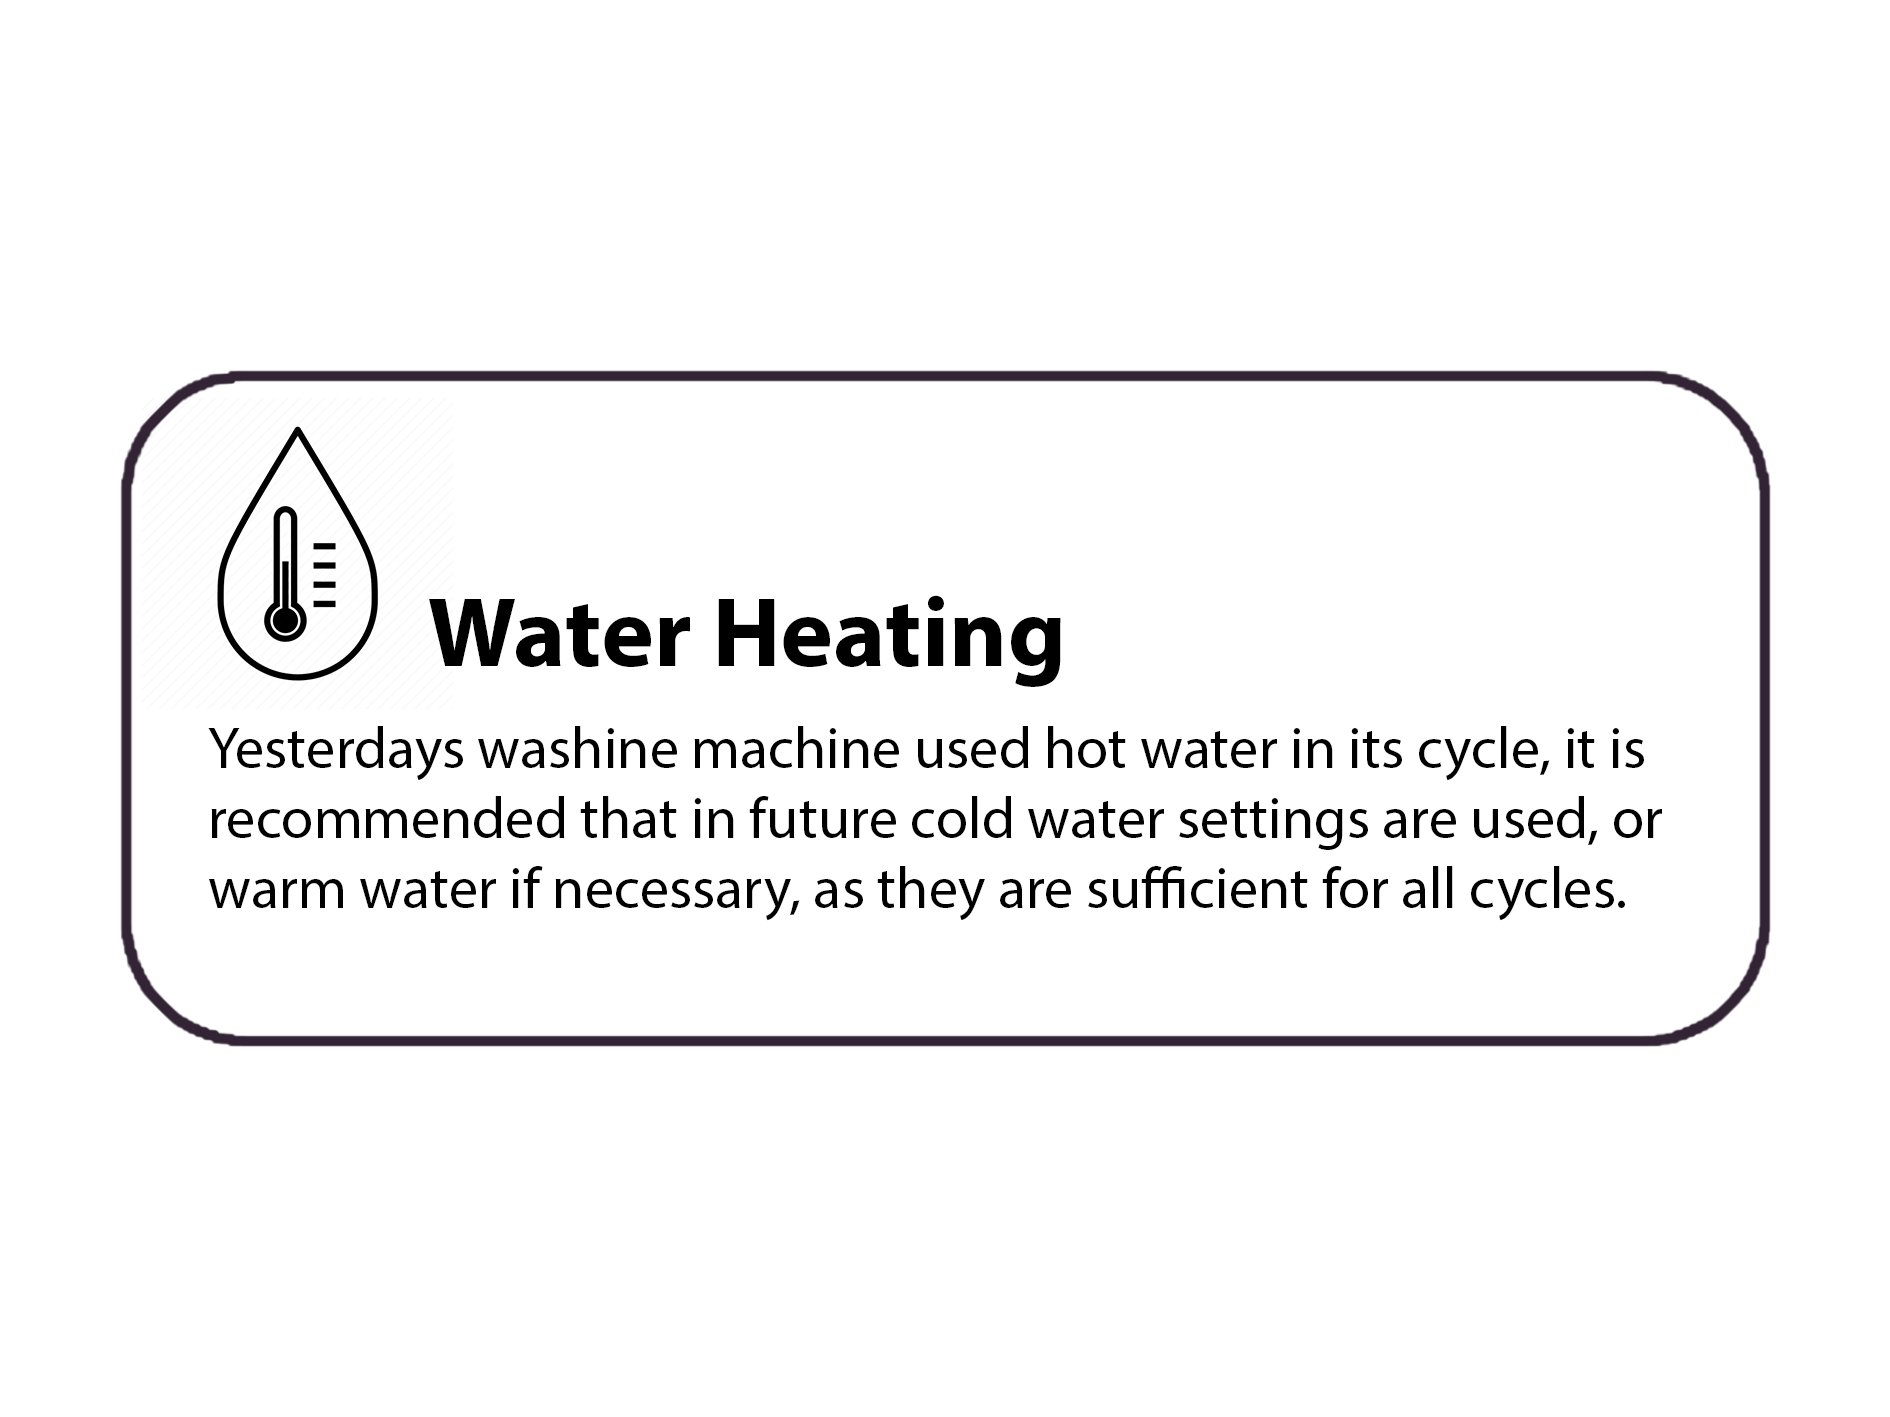 Water Heating
Yesterdays washine machine used hot water in its cycle, it is
recommended that in future cold water settings are used, or
warm water if necessary, as they are sufficient for all cycles.